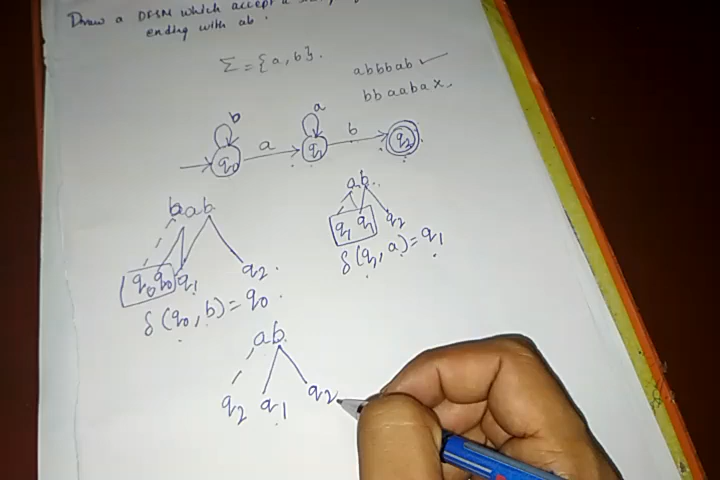 Draw a DFSM which accept a
ending with ab.
Σ = {a, b}.
abbbab ✓
bbaaba x.
b
a
q0
a
q1
b
q2
aab
q0 q0 q1
q2.
δ(q0, b) = q0.
ab.
q1 q1
q2
δ(q1, a) = q1
ab.
q2 q1
q2